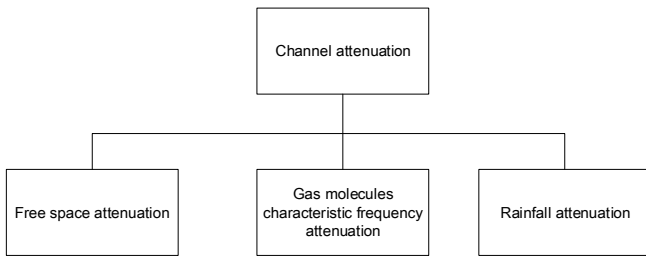 Channel attenuation
Free space attenuation
Gas molecules
characteristic frequency
attenuation
Rainfall attenuation